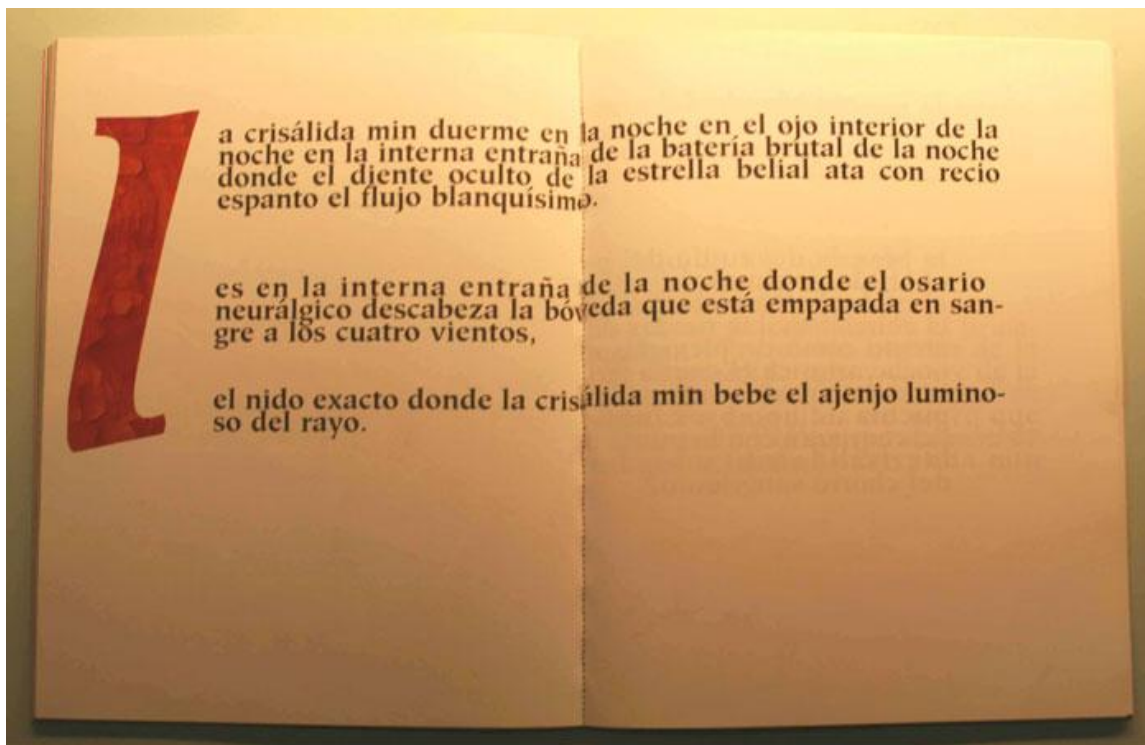 la crisálida min duerme en la noche en el ojo interior de la
noche en la interna entraña de la batería brutal de la noche
donde el diente oculto de la estrella belial ata con recio
espanto el flujo blanquísimo.
es en la interna entraña de la noche donde el osario
neurálgico descabeza la bóveda que está empapada en san-
gre a los cuatro vientos,
el nido exacto donde la crisálida min bebe el ajenjo lumino-
so del rayo.